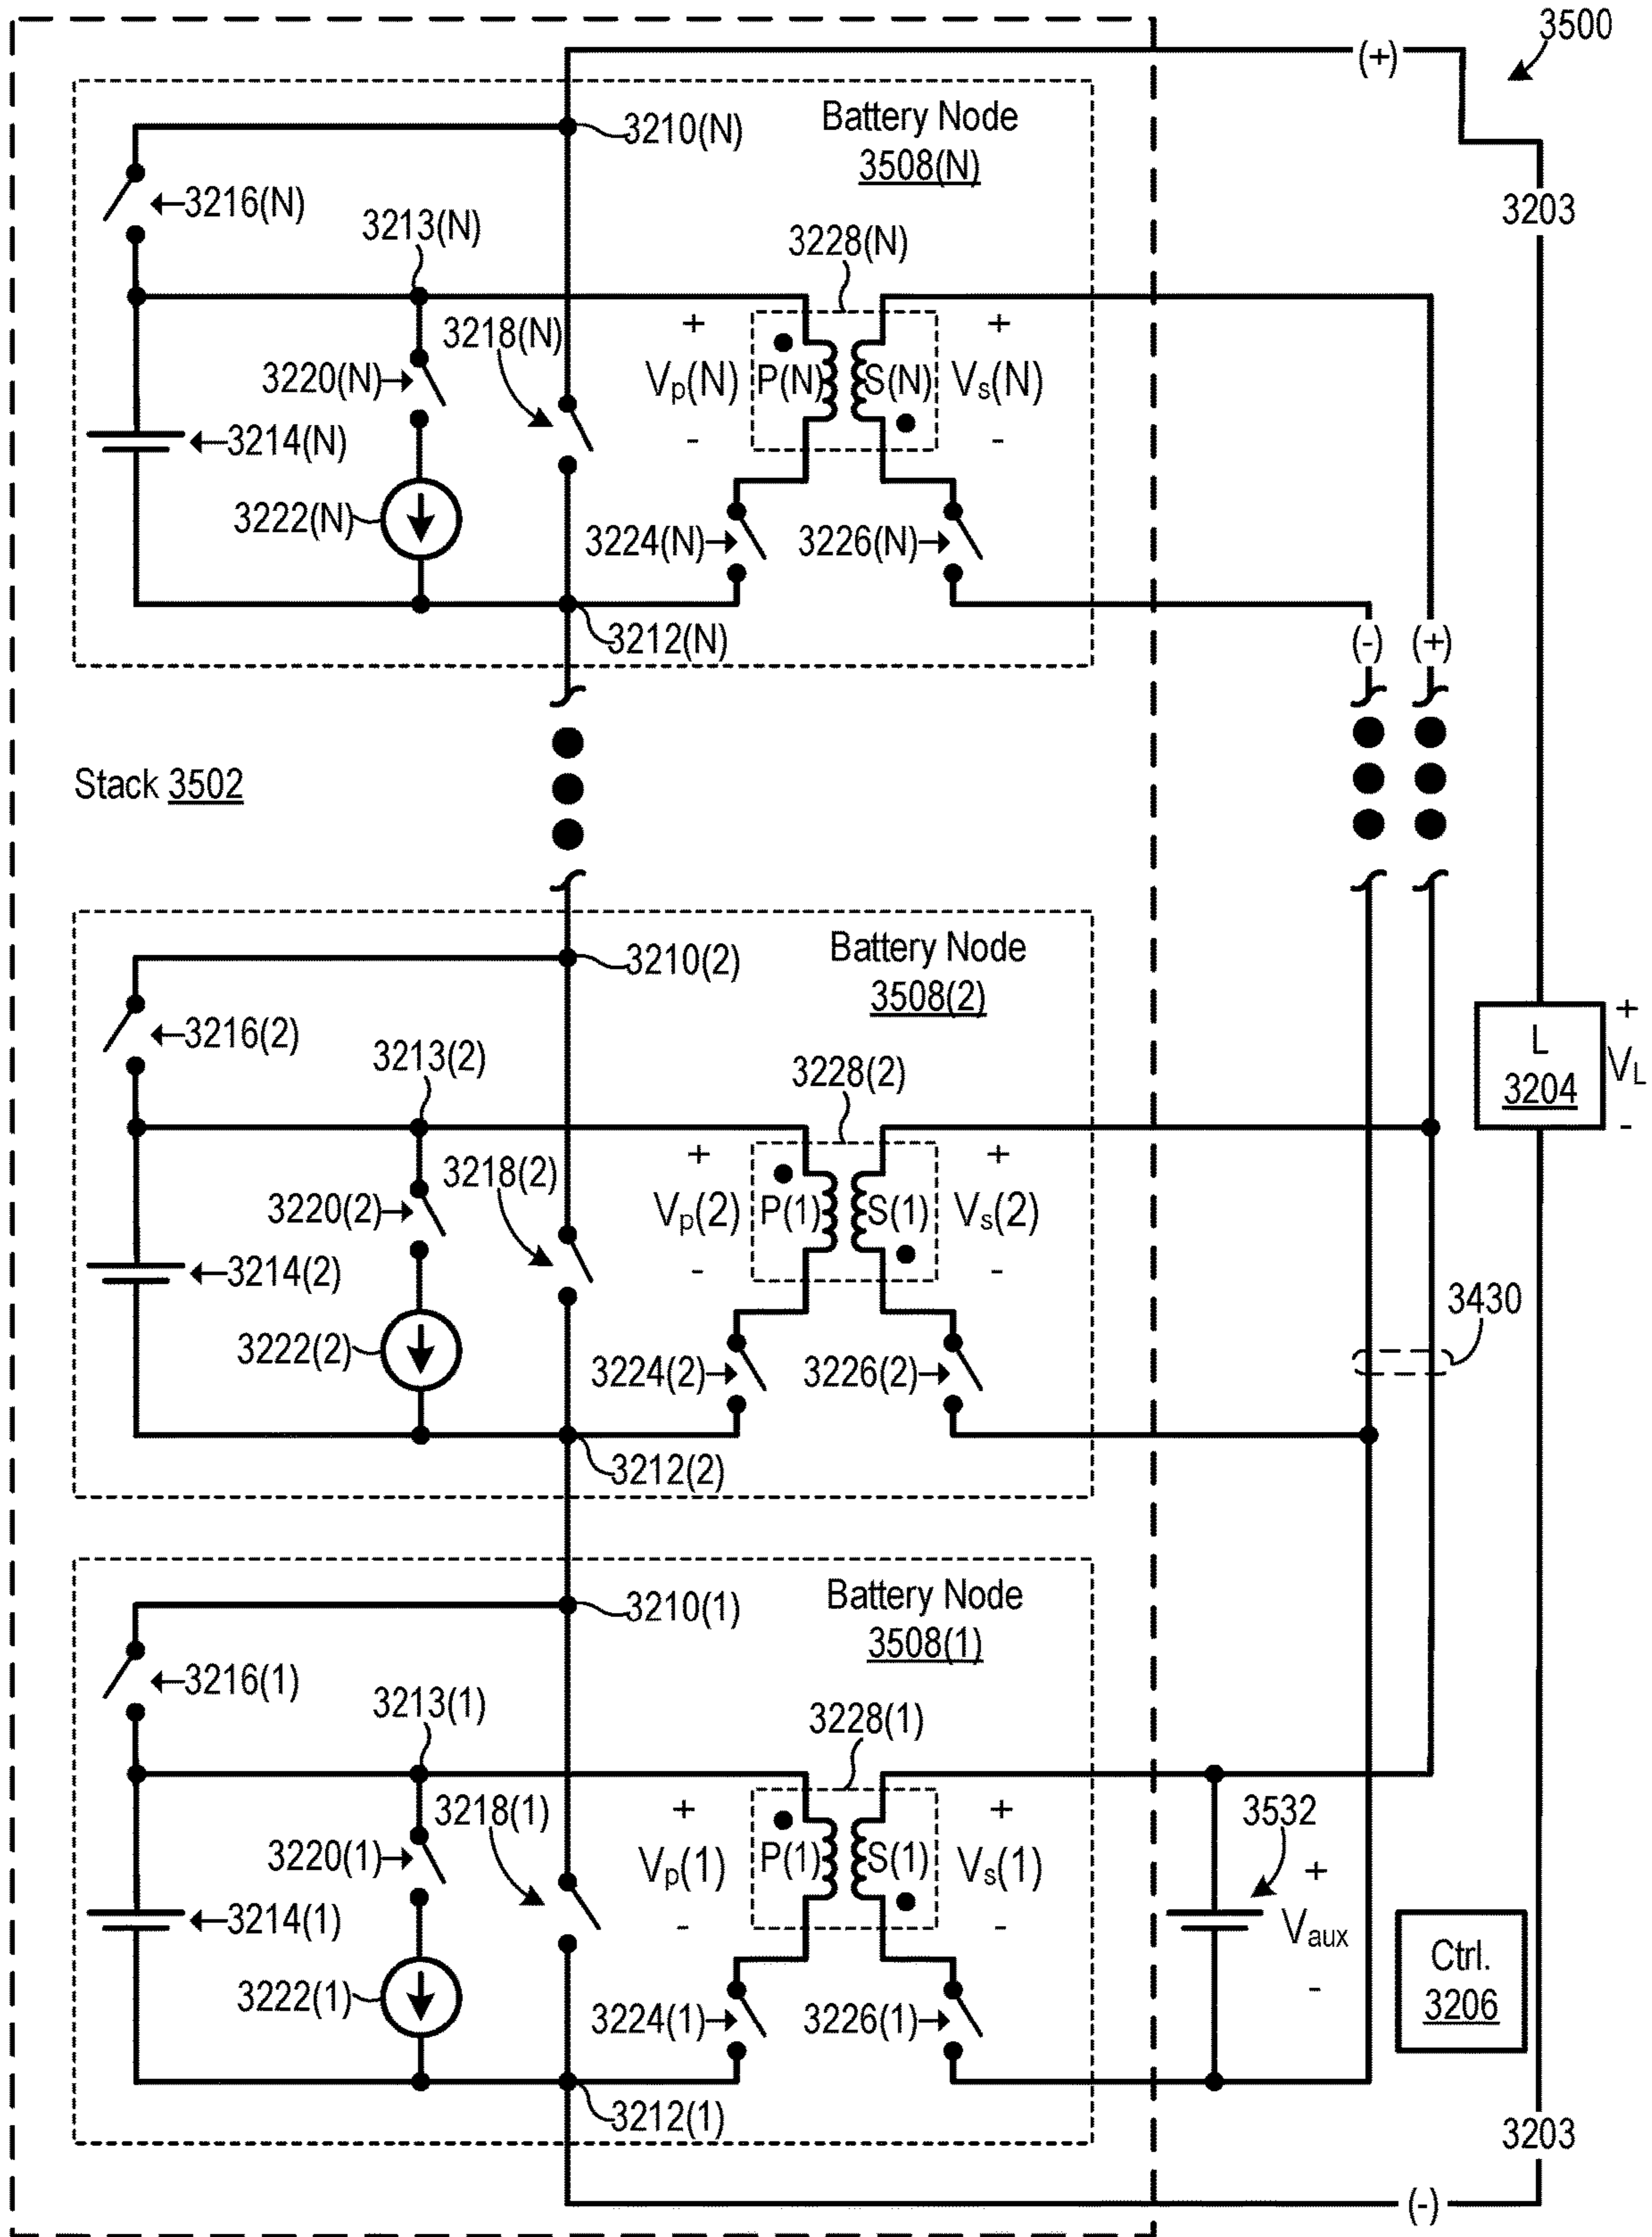 3500
(+)
Battery Node
3508(N)
3210(N)
3216(N)
3203
3213(N)
3228(N)
3218(N)
+
+
3220(N)
Vp(N)
P(N)
S(N)
Vs(N)
3214(N)
-
-
3222(N)
3224(N)
3226(N)
3212(N)
(-)
(+)
Stack 3502
Battery Node
3508(2)
3210(2)
3216(2)
3213(2)
3228(2)
L
3204
+
VL
-
3218(2)
+
+
3220(2)
Vp(2)
P(1)
S(1)
Vs(2)
3214(2)
-
-
3430
3222(2)
3224(2)
3226(2)
3212(2)
Battery Node
3508(1)
3210(1)
3216(1)
3213(1)
3228(1)
3218(1)
+
+
3532
3220(1)
Vp(1)
P(1)
S(1)
Vs(1)
+
Vaux
-
3214(1)
-
-
Ctrl.
3206
3222(1)
3224(1)
3226(1)
3212(1)
3203
(-)